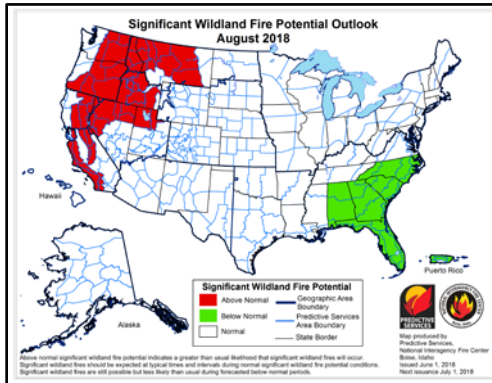 Significant Wildland Fire Potential Outlook
August 2018
Hawaii
Alaska
Puerto Rico
Significant Wildland Fire Potential
Above Normal
Below Normal
Normal
Geographic Area
Boundary
Predictive Services
Area Boundary
State Border
PREDICTIVE
SERVICES
Map produced by
Predictive Services,
National Interagency Fire Center
Boise, Idaho
Issued June 1, 2018
Next issuance July 1, 2018
Above normal significant wildland fire potential indicates a greater than usual likelihood that significant wildland fires will occur.
Significant wildland fires should be expected at typical times and intervals during normal significant wildland fire potential conditions.
Significant wildland fires are still possible but less likely than usual during forecasted below normal periods.